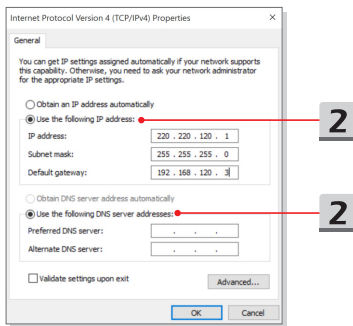 Internet Protocol Version 4 (TCP/IPv4) Properties
General
You can get IP settings assigned automatically if your network supports
this capability. Otherwise, you need to ask your network administrator
for the appropriate IP settings.
Obtain an IP address automatically
Use the following IP address:
2
IP address: 220 . 220 . 120 . 1
Subnet mask: 255 . 255 . 255 . 0
Default gateway: 192 . 168 . 120 . 3
Obtain DNS server address automatically
Use the following DNS server addresses:
2
Preferred DNS server: . . .
Alternate DNS server: . . .
Validate settings upon exit
Advanced...
OK Cancel